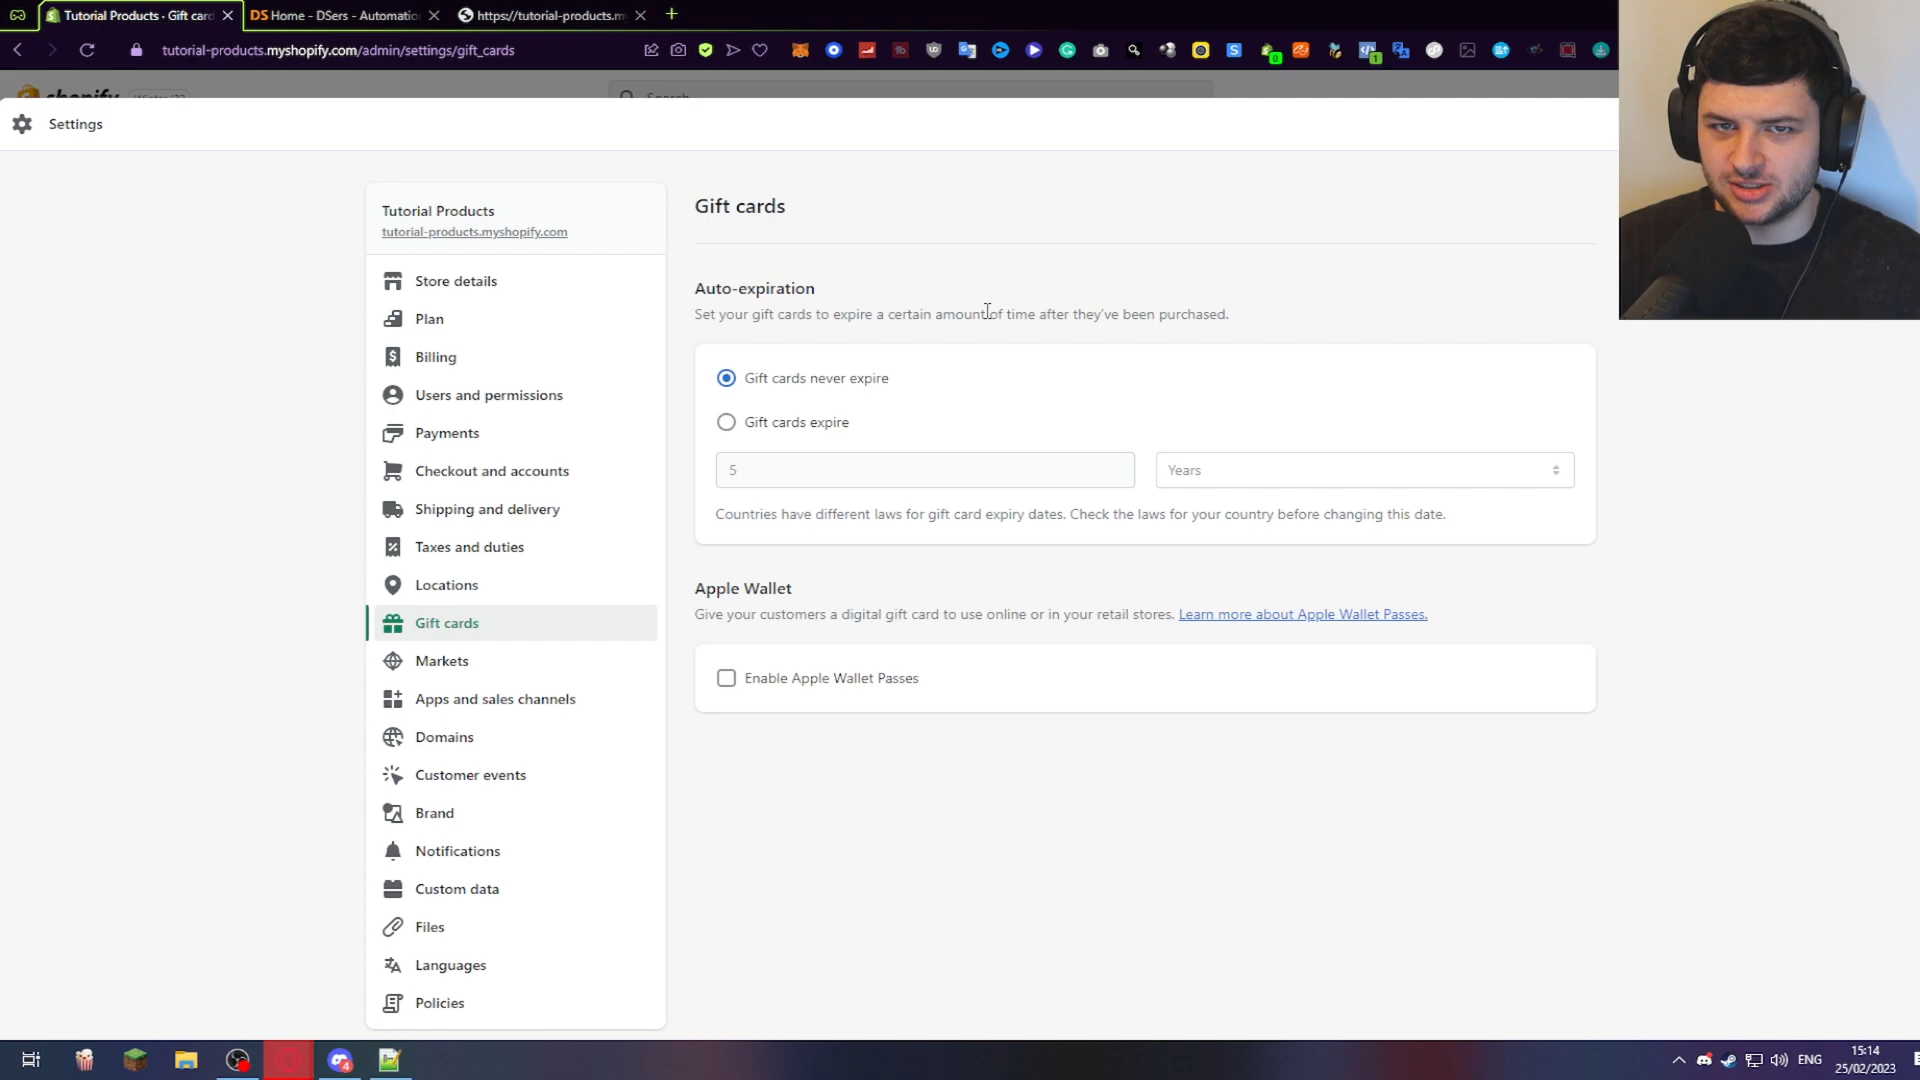 Tutorial Products · Gift car
DS Home - DSers - Automatio
https://tutorial-products.m
tutorial-products.myshopify.com/admin/settings/gift_cards
shopify
Search
Settings
Tutorial Products
tutorial-products.myshopify.com
Store details
Plan
Billing
Users and permissions
Payments
Checkout and accounts
Shipping and delivery
Taxes and duties
Locations
Gift cards
Markets
Apps and sales channels
Domains
Customer events
Brand
Notifications
Custom data
Files
Languages
Policies
Gift cards
Auto-expiration
Set your gift cards to expire a certain amount of time after they've been purchased.
Gift cards never expire
Gift cards expire
5
Years
Countries have different laws for gift card expiry dates. Check the laws for your country before changing this date.
Apple Wallet
Give your customers a digital gift card to use online or in your retail stores. Learn more about Apple Wallet Passes.
Enable Apple Wallet Passes
ENG
15:14
25/02/2023